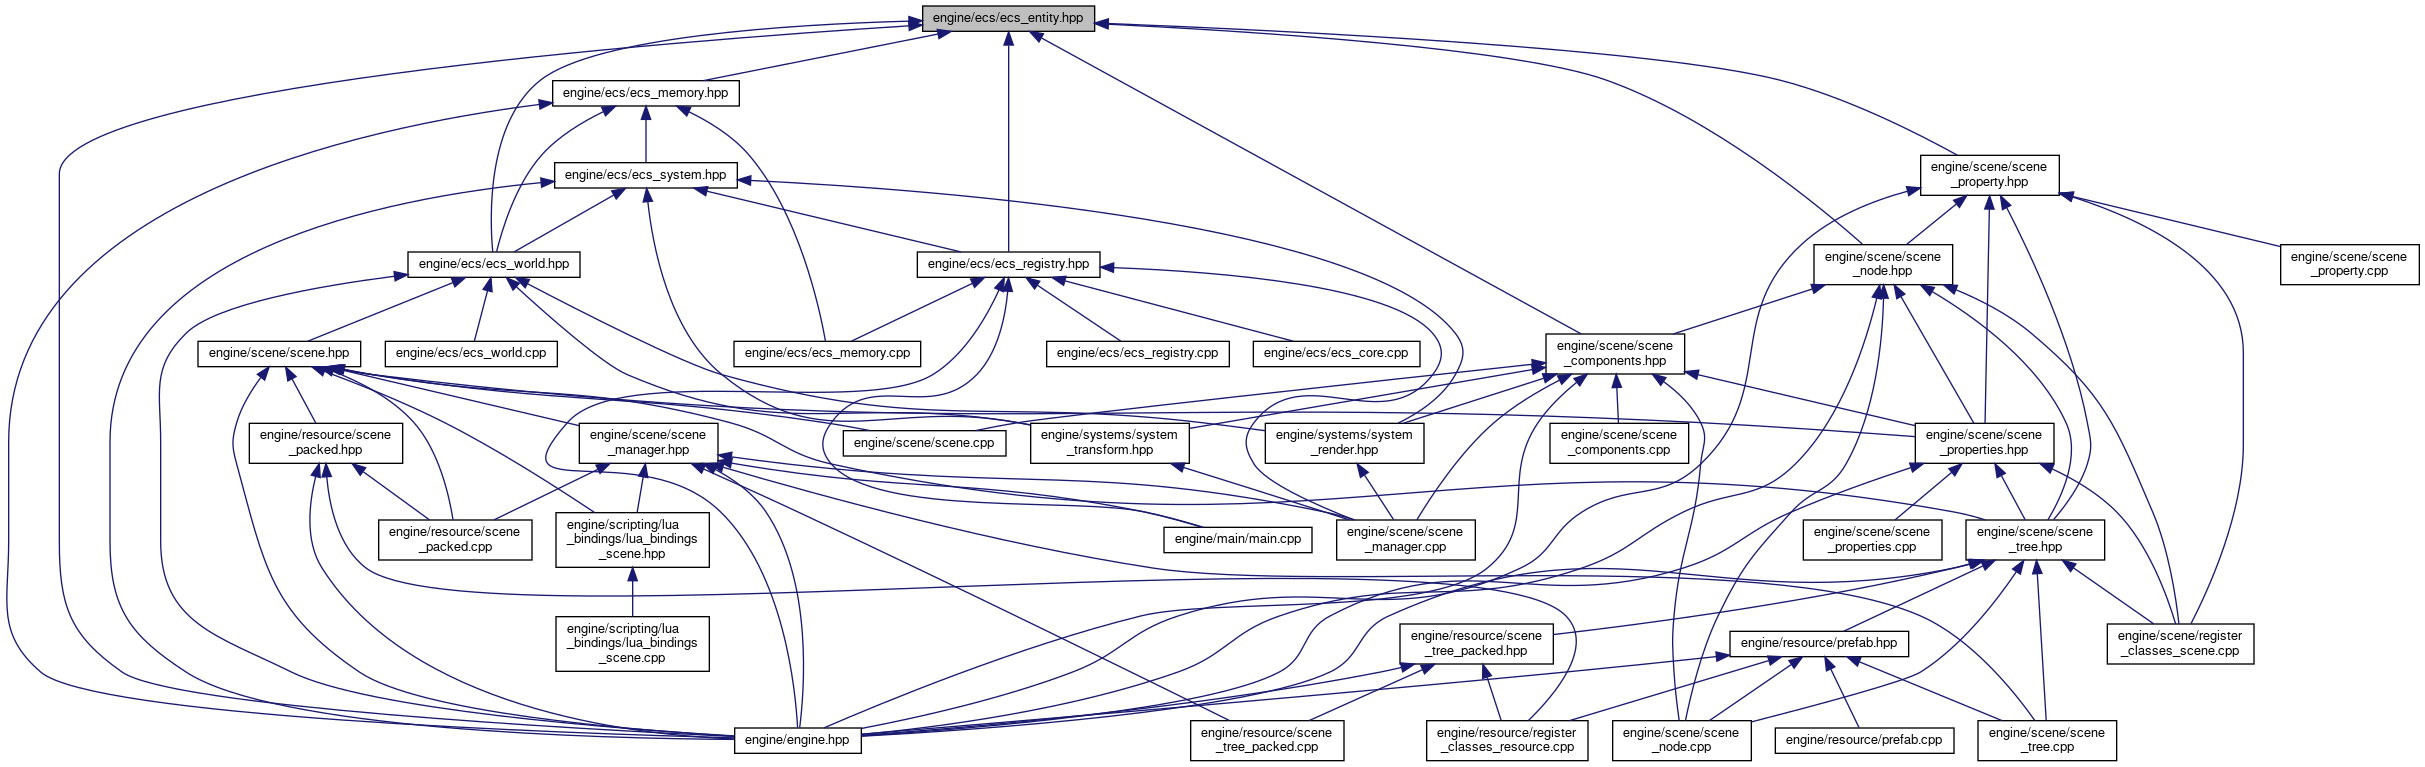 engine/ecs/ecs_entity.hpp
engine/ecs/ecs_memory.hpp
engine/ecs/ecs_system.hpp
engine/scene/scene
_property.hpp
engine/ecs/ecs_world.hpp
engine/ecs/ecs_registry.hpp
engine/scene/scene
_node.hpp
engine/scene/scene
_property.cpp
engine/scene/scene.hpp
engine/ecs/ecs_world.cpp
engine/ecs/ecs_memory.cpp
engine/ecs/ecs_registry.cpp
engine/ecs/ecs_core.cpp
engine/scene/scene
_components.hpp
engine/resource/scene
_packed.hpp
engine/scene/scene
_manager.hpp
engine/scene/scene.cpp
engine/systems/system
_transform.hpp
engine/systems/system
_render.hpp
engine/scene/scene
_components.cpp
engine/scene/scene
_properties.hpp
engine/resource/scene
_packed.cpp
engine/scripting/lua
_bindings/lua_bindings
_scene.hpp
engine/main/main.cpp
engine/scene/scene
_manager.cpp
engine/scene/scene
_properties.cpp
engine/scene/scene
_tree.hpp
engine/scripting/lua
_bindings/lua_bindings
_scene.cpp
engine/resource/scene
_tree_packed.hpp
engine/resource/prefab.hpp
engine/scene/register
_classes_scene.cpp
engine/engine.hpp
engine/resource/scene
_tree_packed.cpp
engine/resource/register
_classes_resource.cpp
engine/scene/scene
_node.cpp
engine/resource/prefab.cpp
engine/scene/scene
_tree.cpp